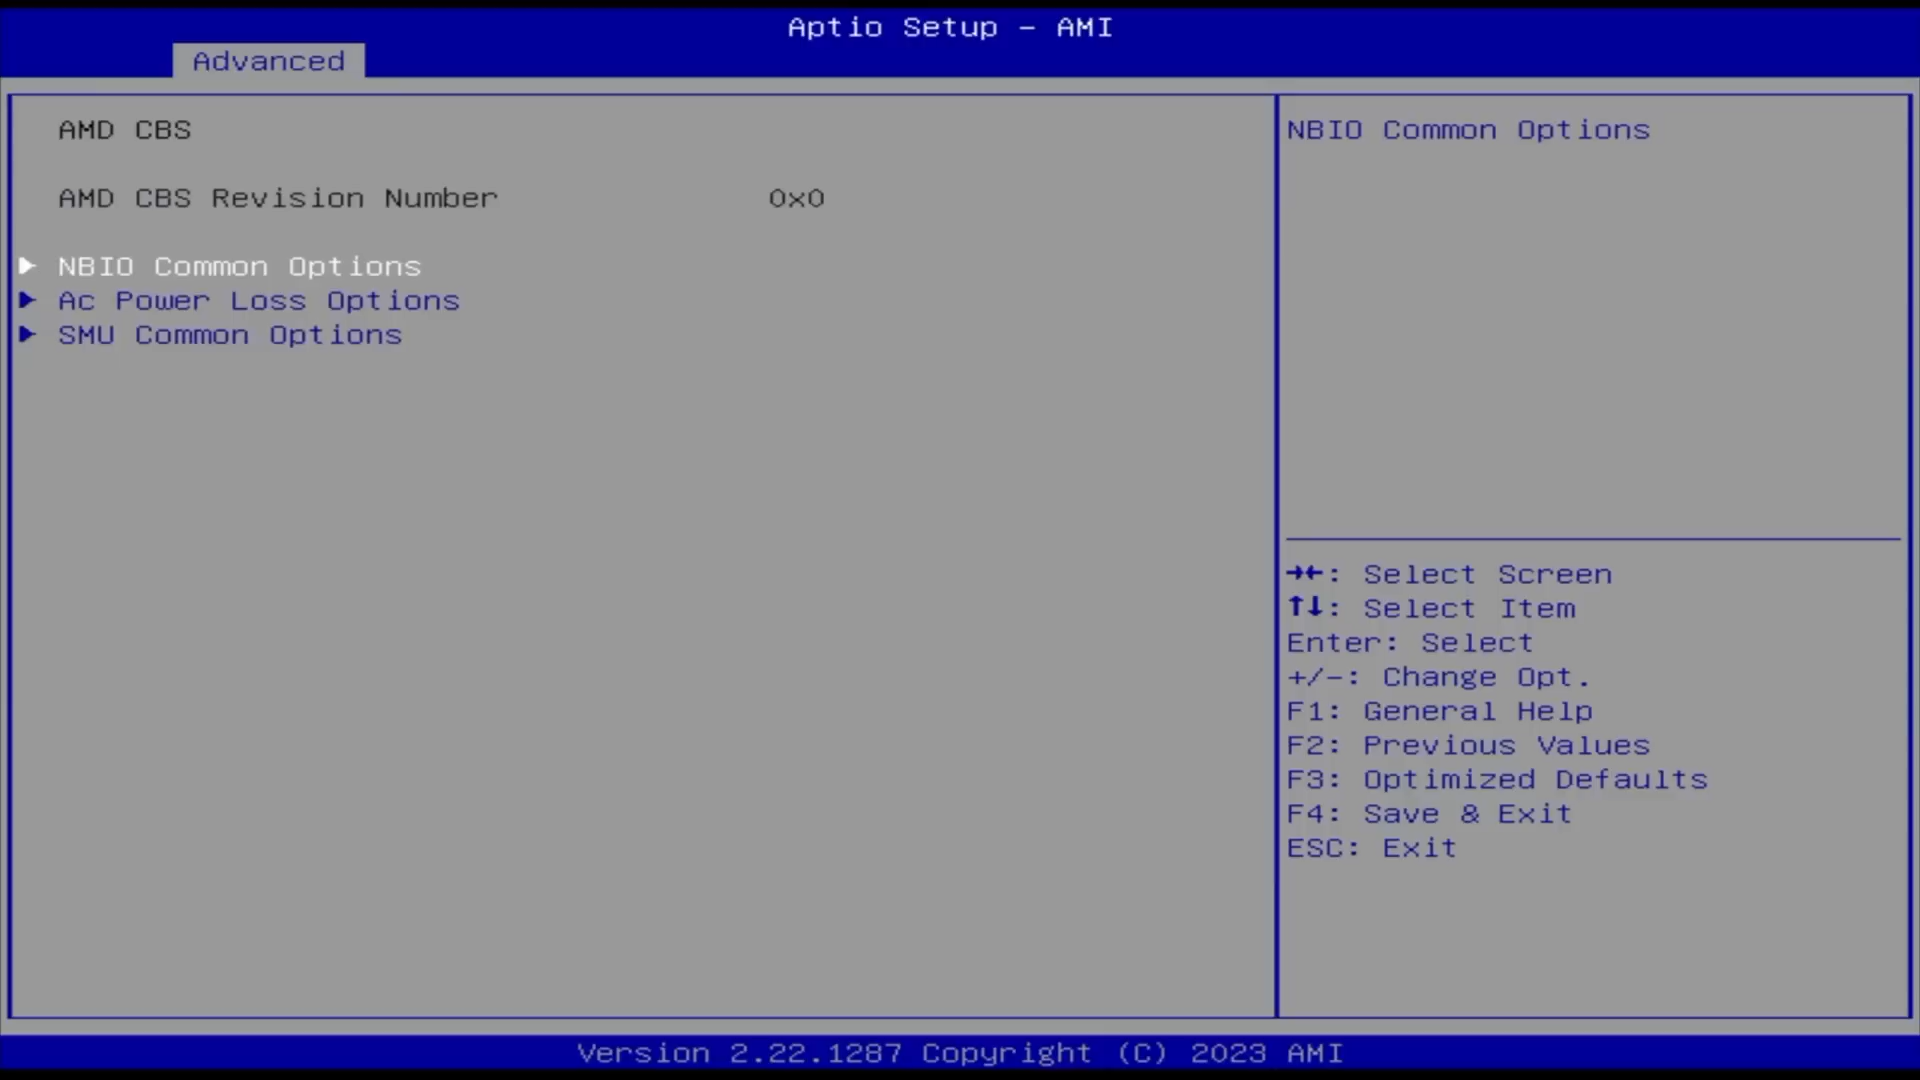 Aptio Setup - AMI
Advanced
AMD CBS
AMD CBS Revision Number 0x0
► NBIO Common Options
► Ac Power Loss Options
► SMU Common Options
NBIO Common Options
→←: Select Screen
↑↓: Select Item
Enter: Select
+/-: Change Opt.
F1: General Help
F2: Previous Values
F3: Optimized Defaults
F4: Save & Exit
ESC: Exit
Version 2.22.1287 Copyright (C) 2023 AMI